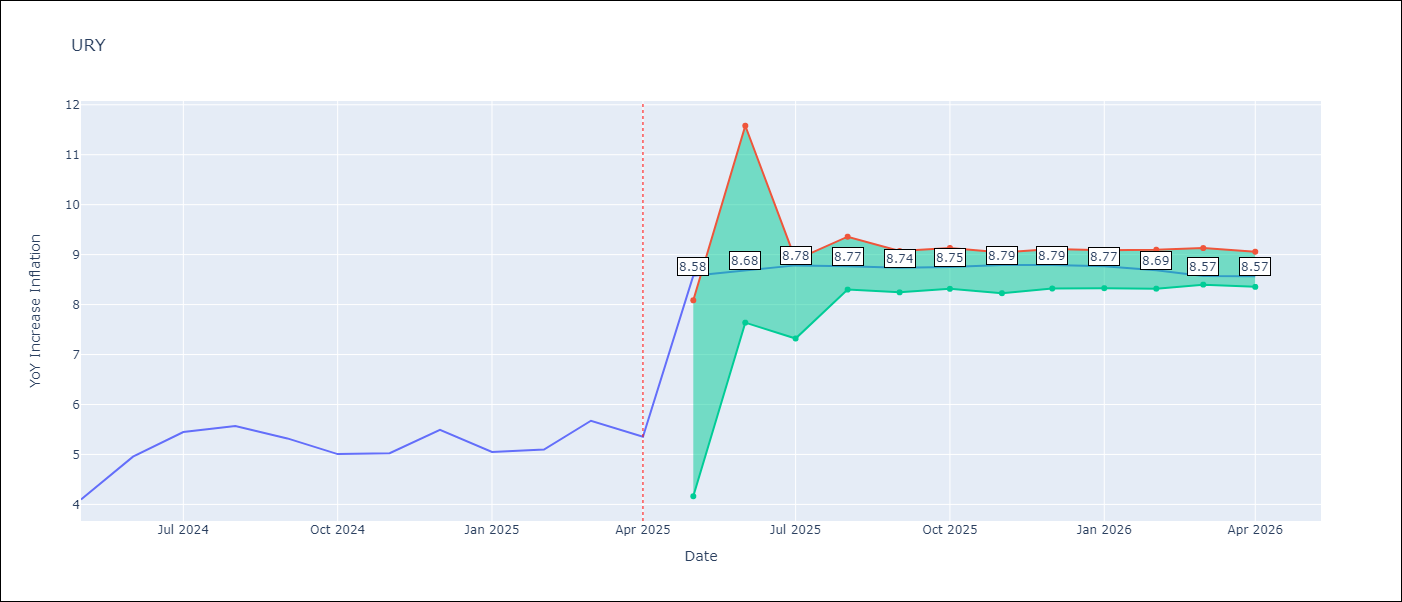 URY
YoY Increase Inflation
12
11
10
9
8
7
6
5
4
8.58
8.68
8.78
8.77
8.74
8.75
8.79
8.79
8.77
8.69
8.57
8.57
Jul 2024
Oct 2024
Jan 2025
Apr 2025
Jul 2025
Oct 2025
Jan 2026
Apr 2026
Date